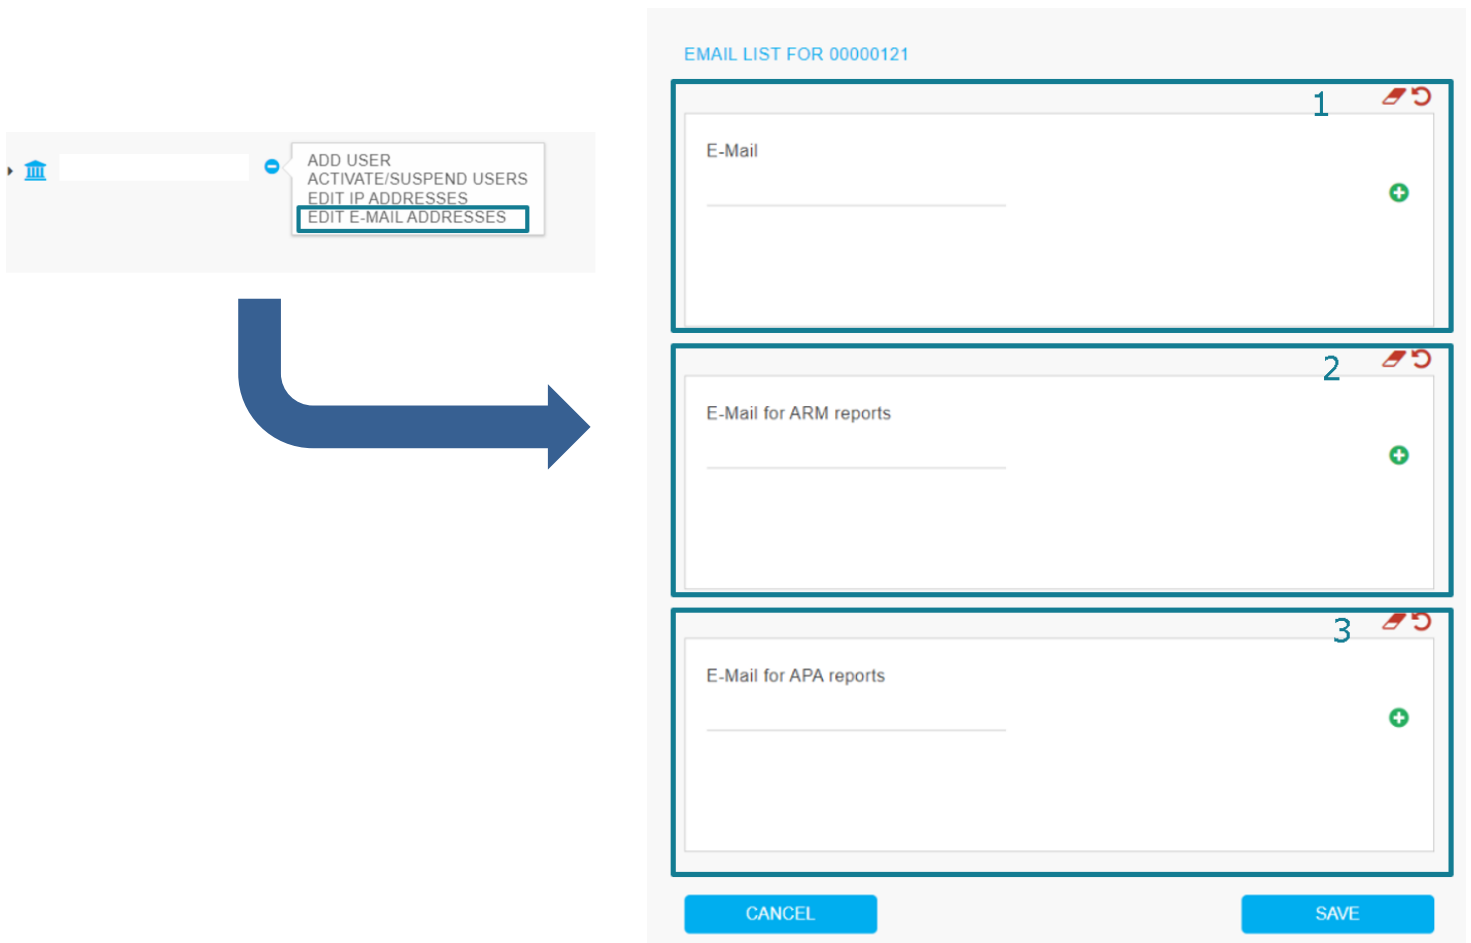 ADD USER
ACTIVATE/SUSPEND USERS
EDIT IP ADDRESSES
EDIT E-MAIL ADDRESSES
EMAIL LIST FOR 00000121
1
E-Mail
2
E-Mail for ARM reports
3
E-Mail for APA reports
CANCEL
SAVE